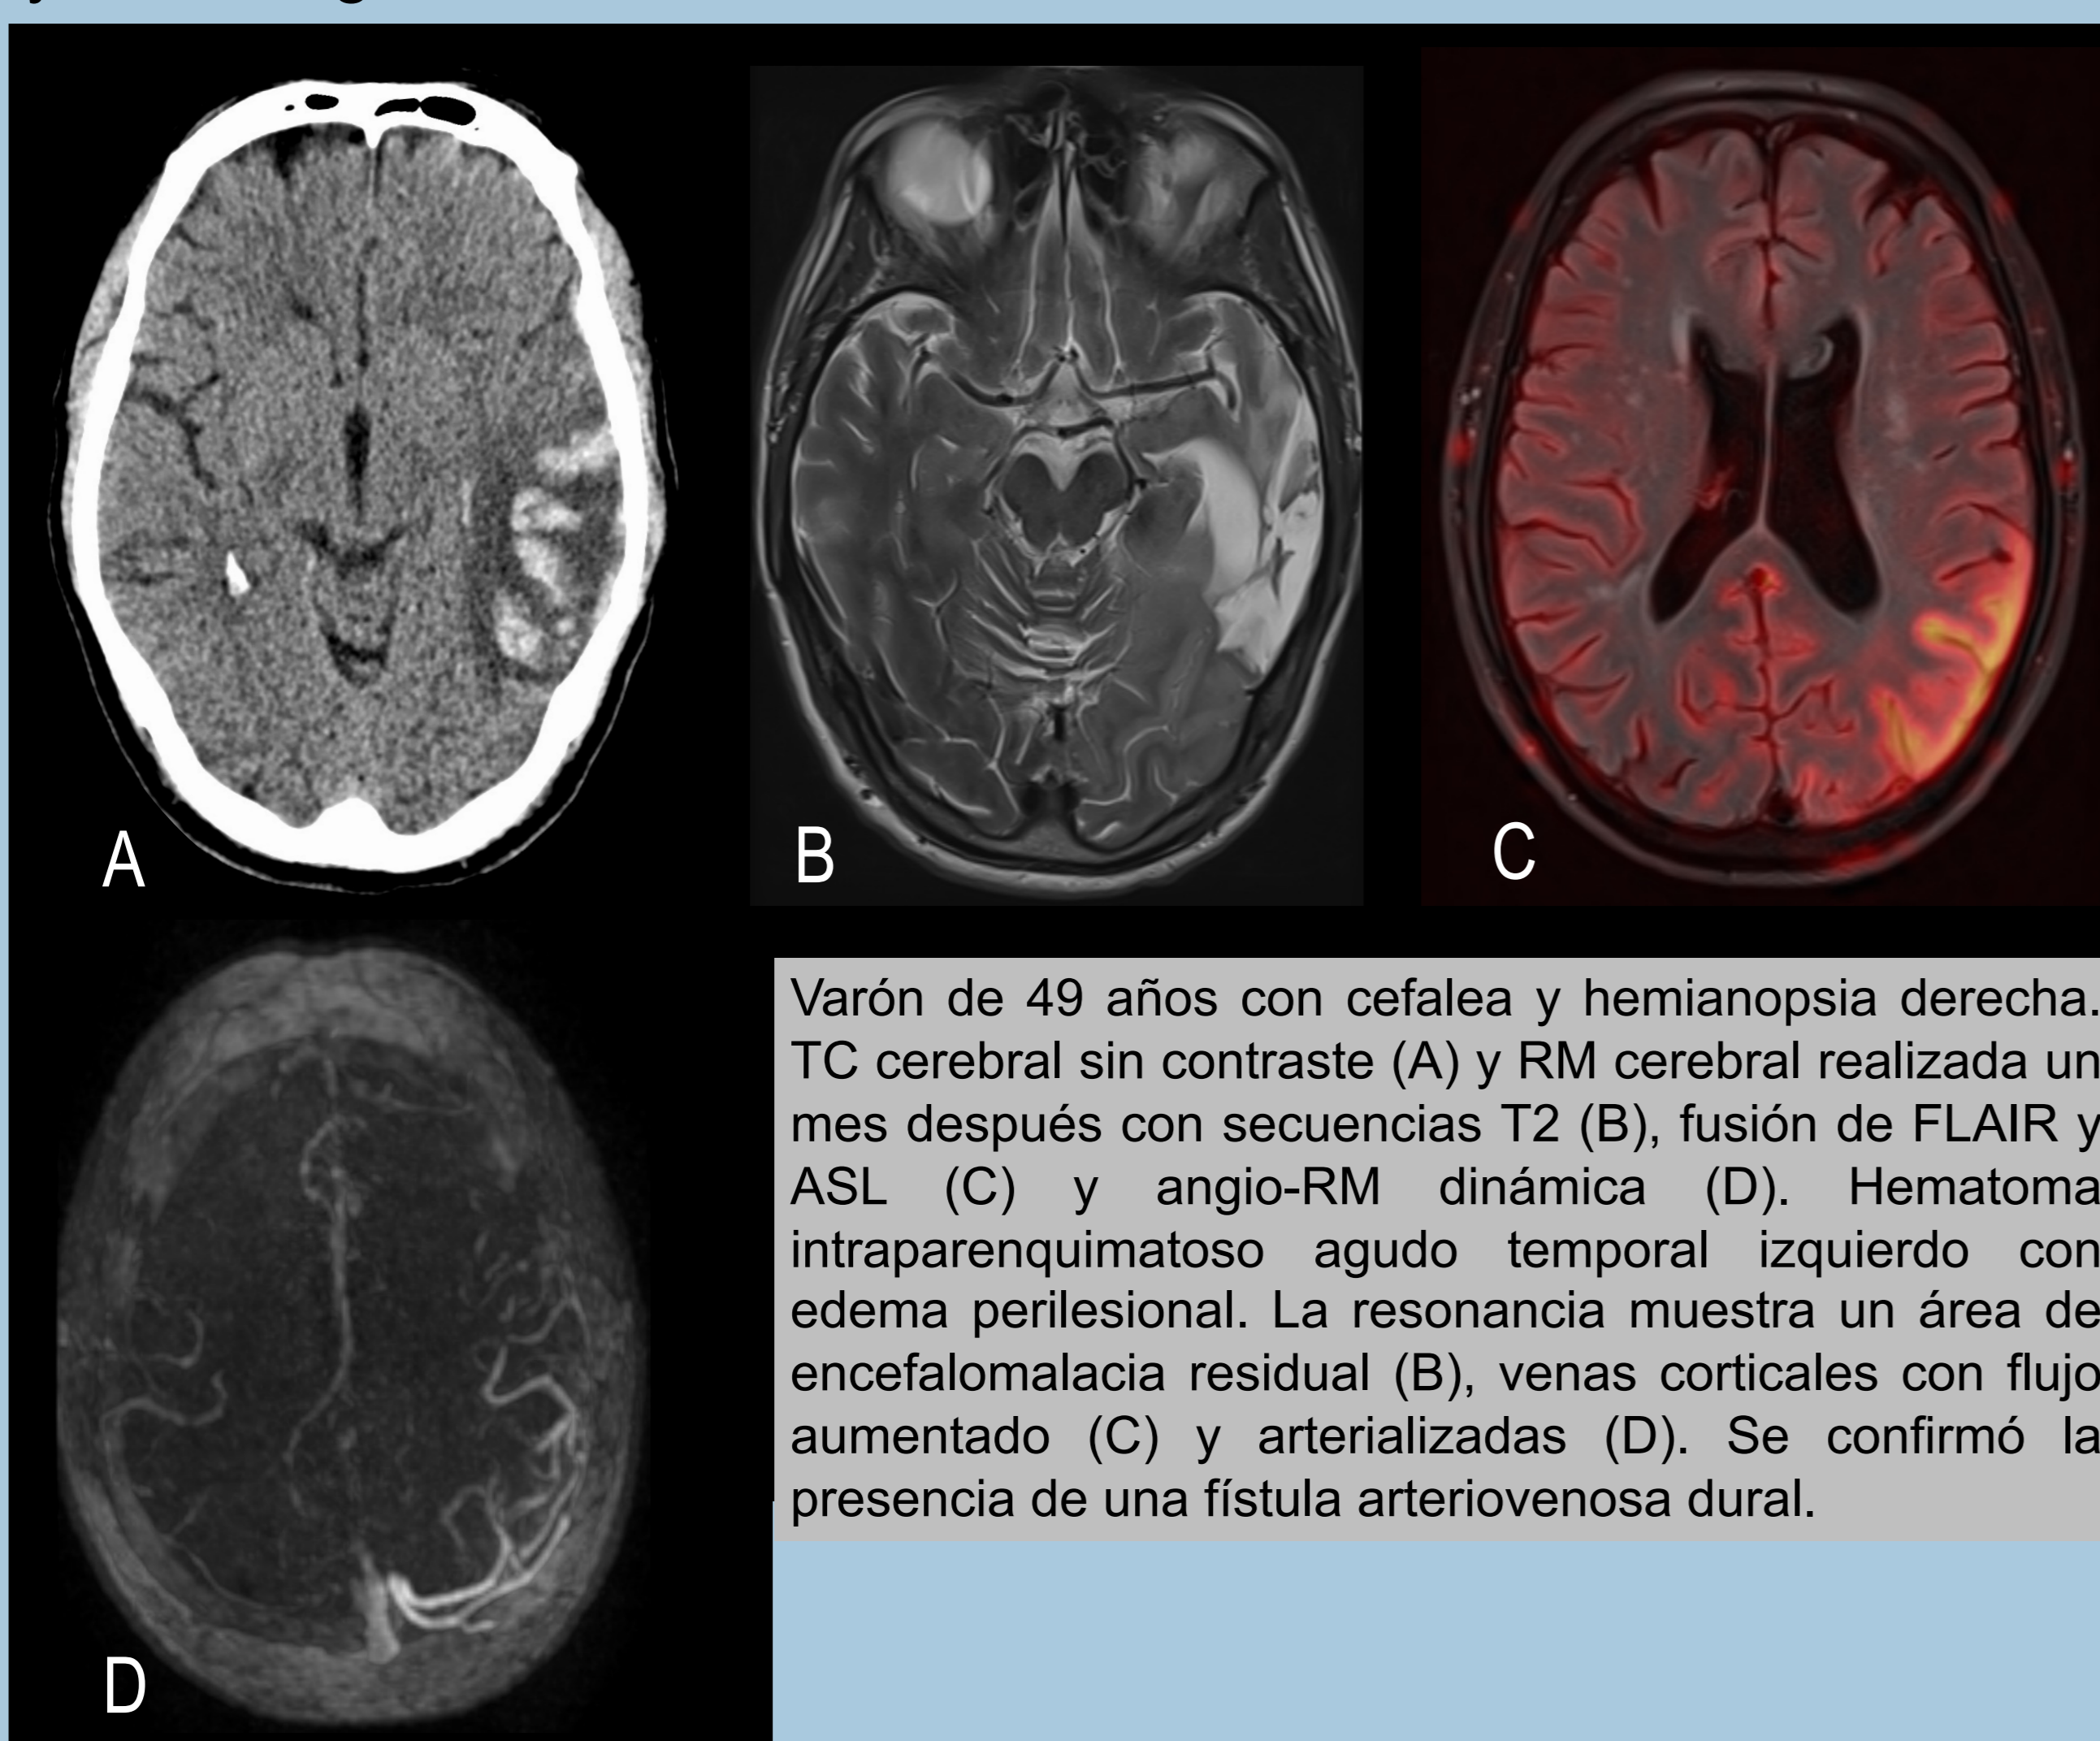 A
B
C
D
Varón de 49 años con cefalea y hemianopsia derecha.
TC cerebral sin contraste (A) y RM cerebral realizada un
mes después con secuencias T2 (B), fusión de FLAIR y
ASL (C) y angio-RM dinámica (D). Hematoma
intraparenquimatoso agudo temporal izquierdo con
edema perilesional. La resonancia muestra un área de
encefalomalacia residual (B), venas corticales con flujo
aumentado (C) y arterializadas (D). Se confirmó la
presencia de una fístula arteriovenosa dural.